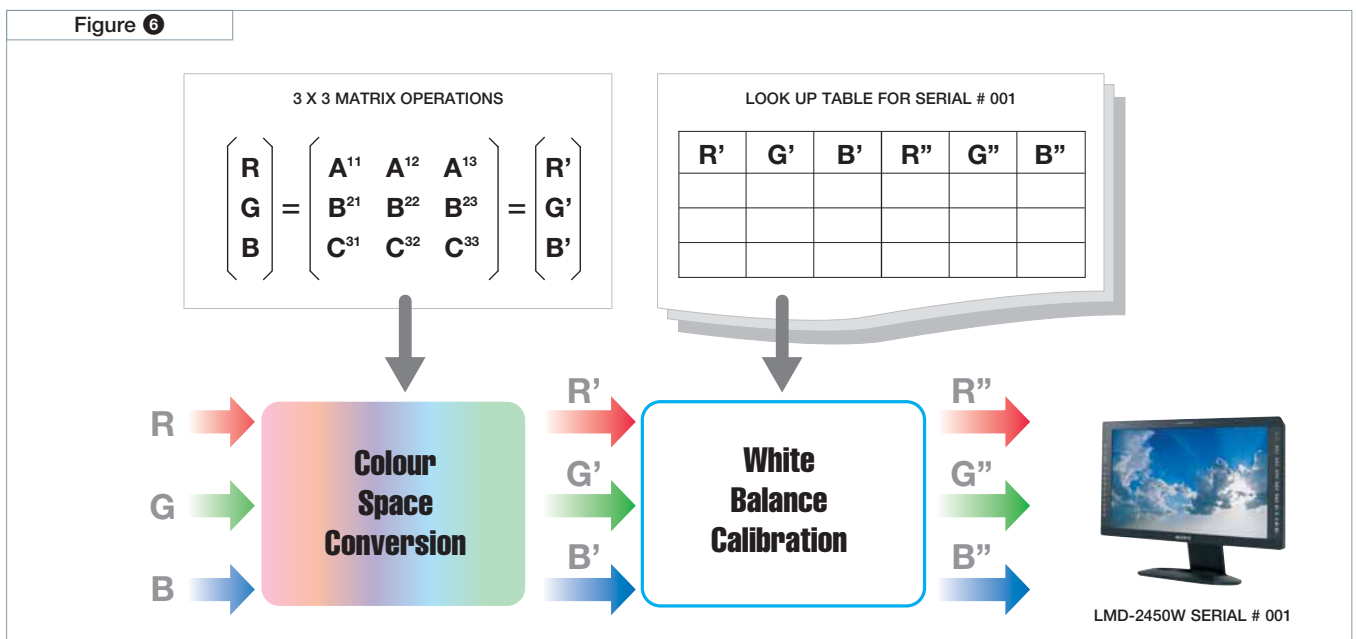 Figure 6
3 X 3 MATRIX OPERATIONS
R A¹¹ A¹² A¹³ R’
G = B²¹ B²² B²³ = G’
B C³¹ C³² C³³ B’
LOOK UP TABLE FOR SERIAL # 001
R’ G’ B’ R” G” B”
R
G
B
Colour
Space
Conversion
R’
G’
B’
White
Balance
Calibration
R”
G”
B”
LMD-2450W SERIAL # 001